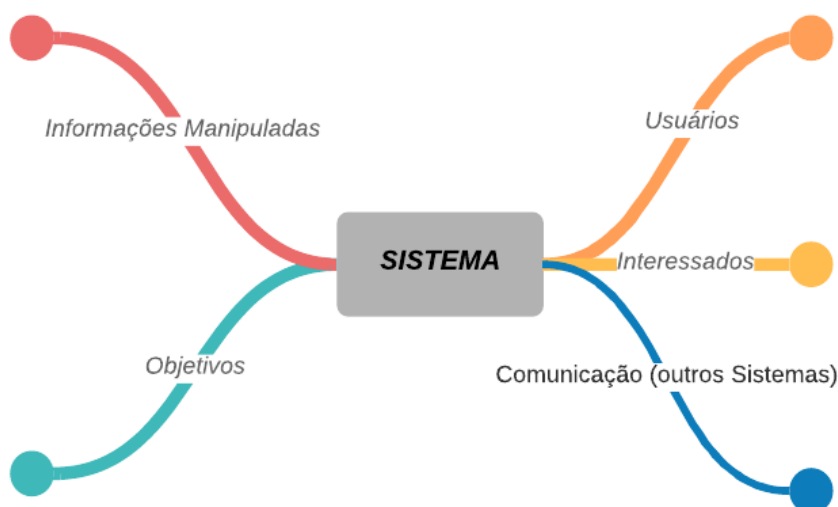 Informações Manipuladas
Usuários
SISTEMA
Interessados
Objetivos
Comunicação (outros Sistemas)